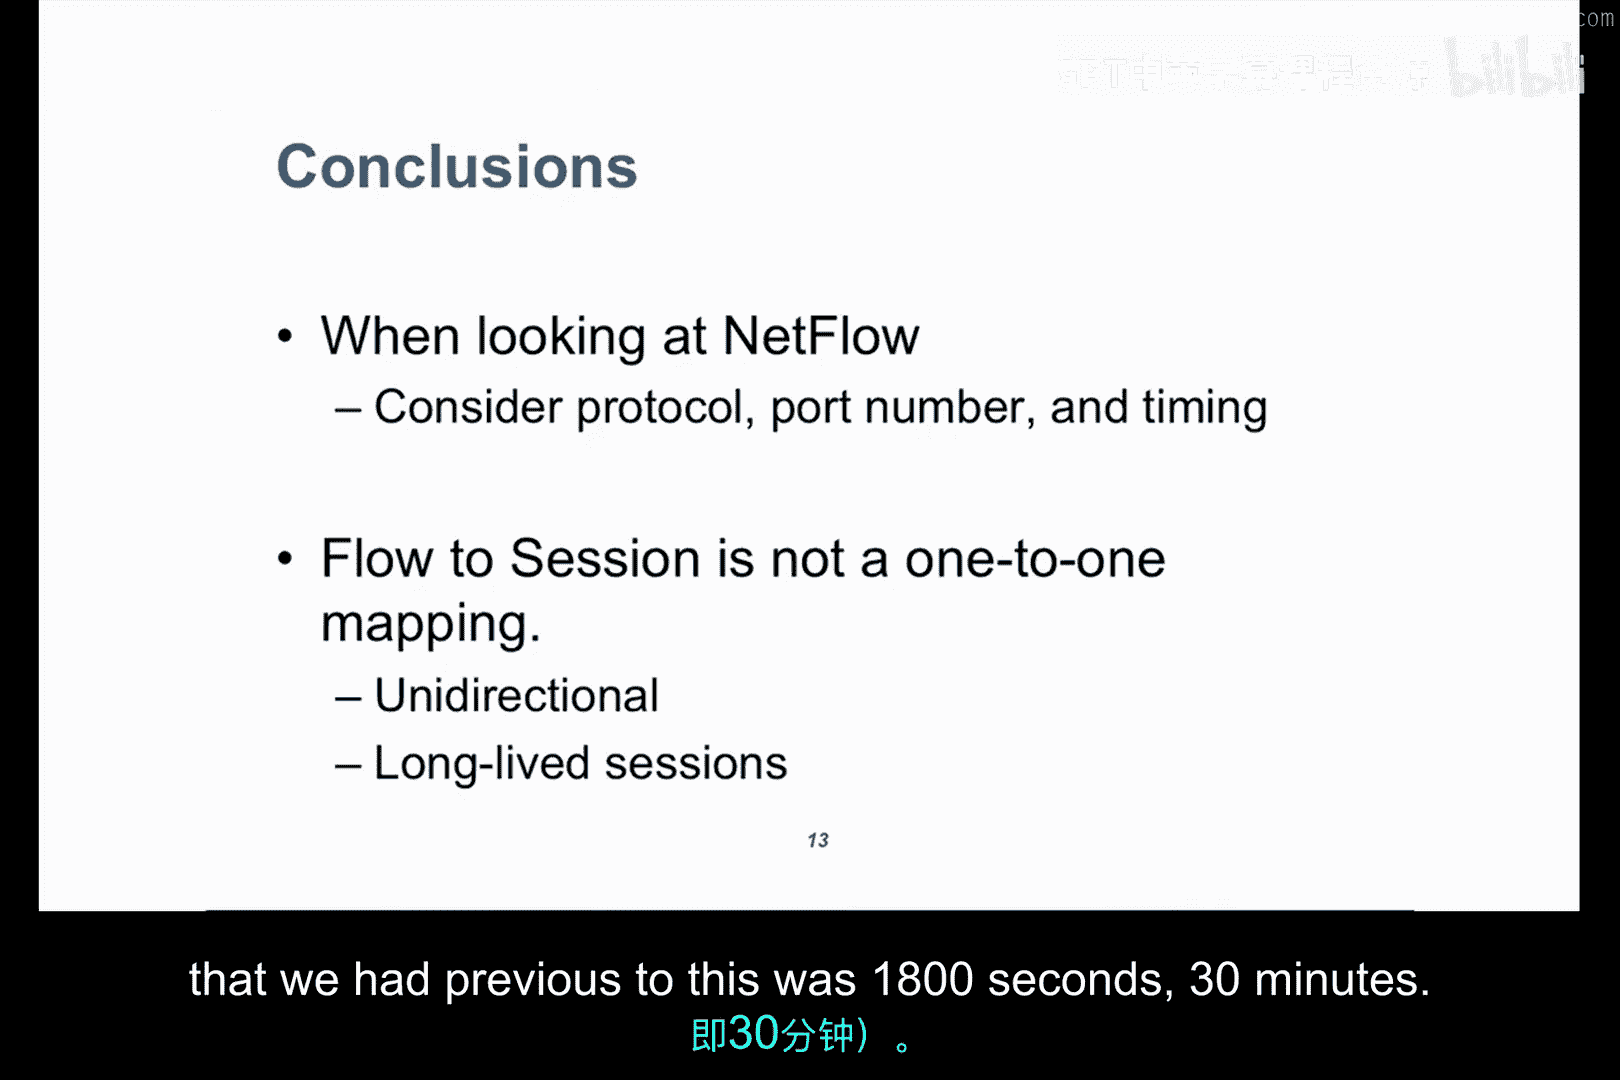 com
bilibili
Conclusions
• When looking at NetFlow
– Consider protocol, port number, and timing
• Flow to Session is not a one-to-one
mapping.
– Unidirectional
– Long-lived sessions
13
that we had previous to this was 1800 seconds, 30 minutes.
即30分钟）。